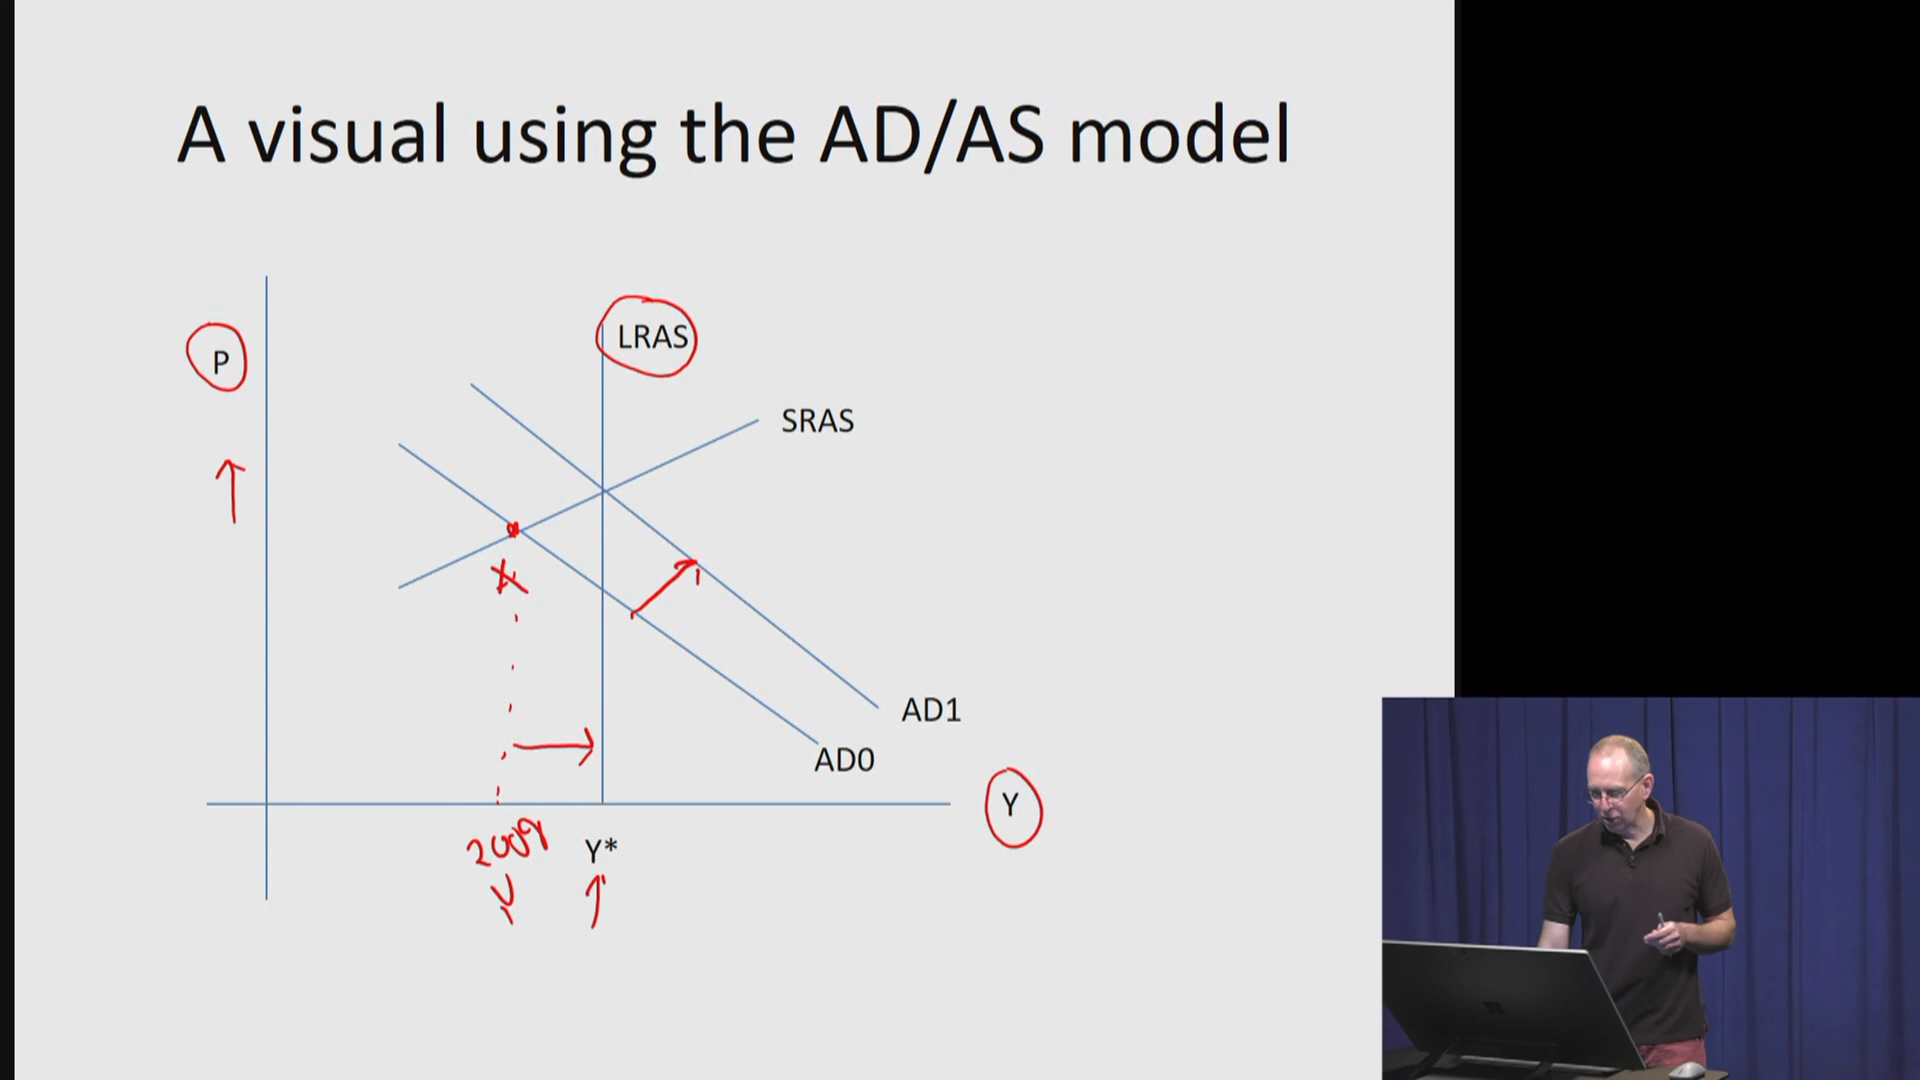 A visual using the AD/AS model
P
LRAS
SRAS
AD1
AD0
Y
2009
Y*